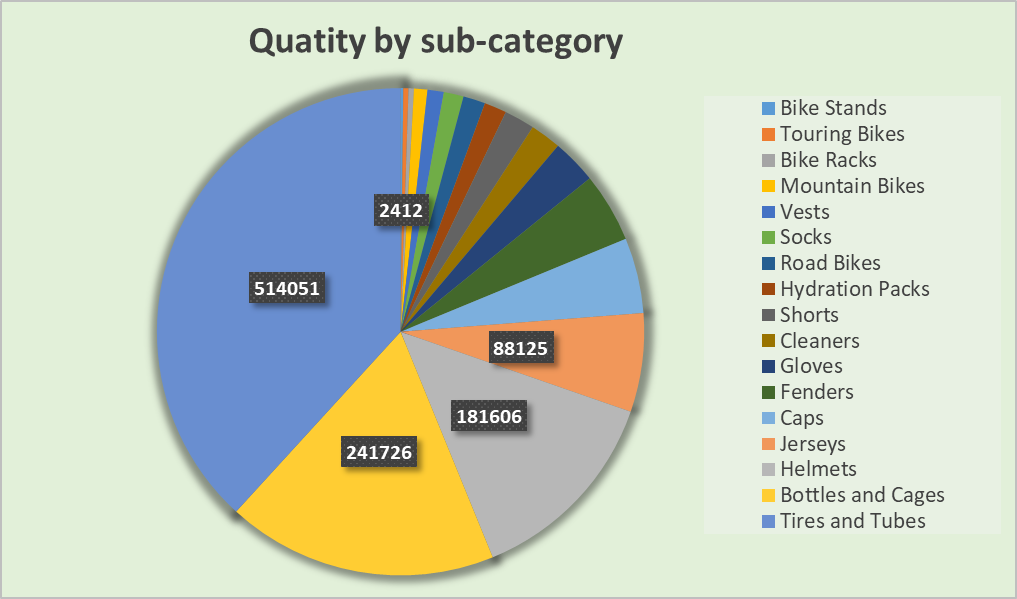 Quatity by sub-category
2412
514051
88125
181606
241726
Bike Stands
Touring Bikes
Bike Racks
Mountain Bikes
Vests
Socks
Road Bikes
Hydration Packs
Shorts
Cleaners
Gloves
Fenders
Caps
Jerseys
Helmets
Bottles and Cages
Tires and Tubes